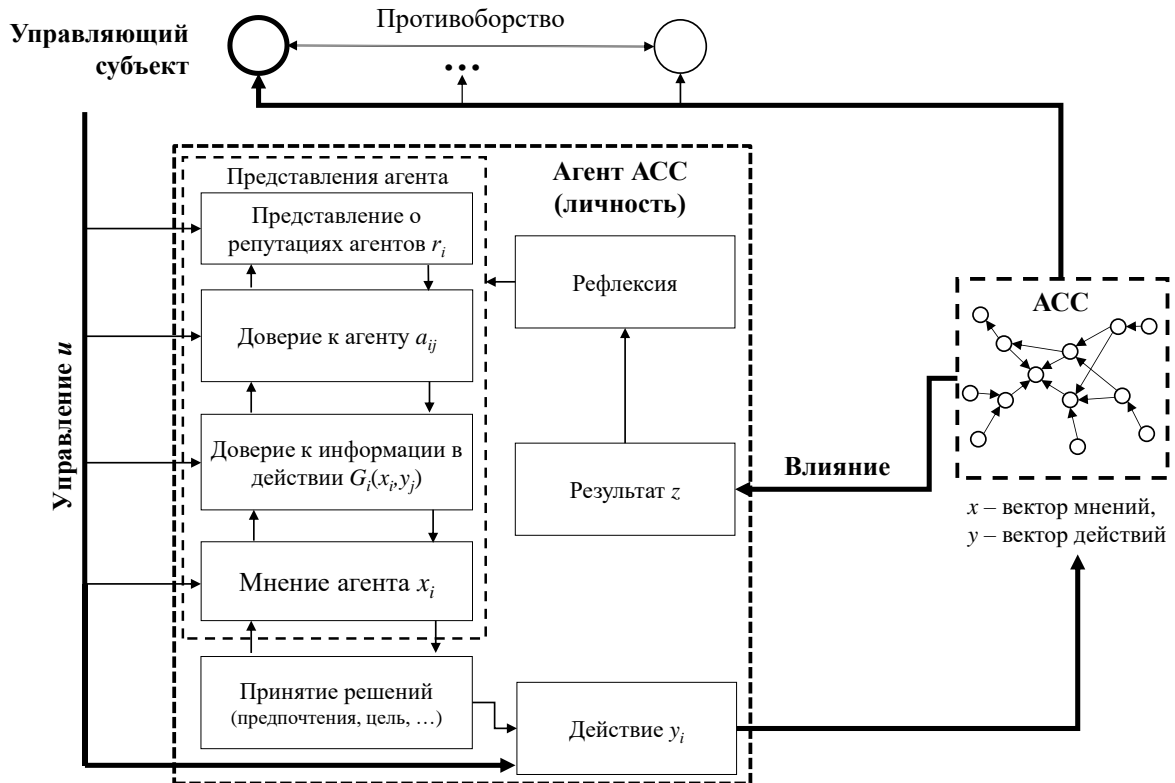 Противоборство
Управляющий
субъект
...
Представления агента
Представление о
репутациях агентов r_i
Доверие к агенту a_ij
Доверие к информации в
действии G_i(x_i,y_j)
Мнение агента x_i
Принятие решений
(предпочтения, цель, …)
Управление u
Агент АСС
(личность)
Рефлексия
Результат z
Действие y_i
Влияние
АСС
x – вектор мнений,
y – вектор действий